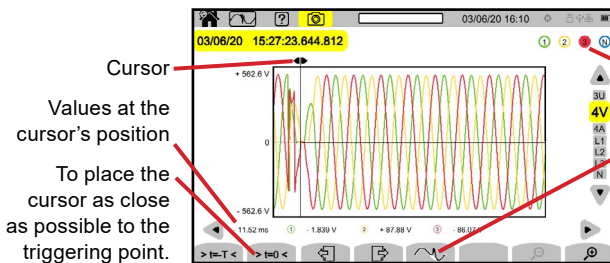 03/06/20 16:10
03/06/20 15:27:23.644.812
1 2 3 N
Cursor
+ 562.6 V
3U
4V
4A
L1
L2
L3
N
Values at the
cursor's position
0
To place the
cursor as close
as possible to the
triggering point.
- 562.6 V
11.52 ms 1 - 1.839 V 2 + 87.88 V 3 - 86.07 V
> t=-T < > t=0 <